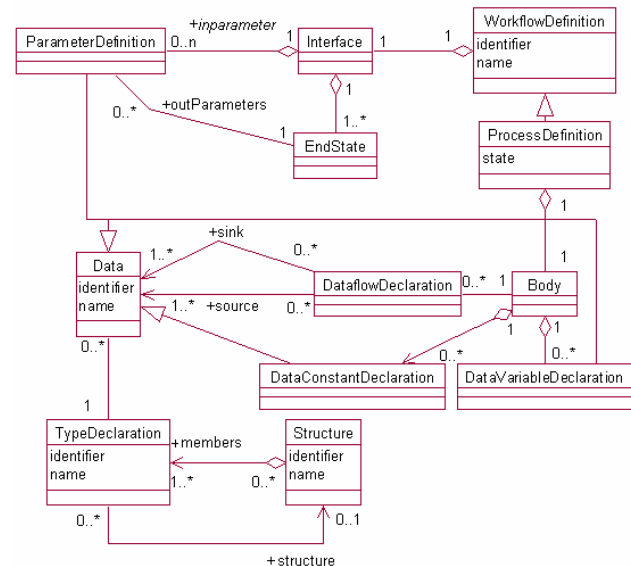 +inparameter
WorkflowDefinition
identifier
name
ParameterDefinition
0..n
1
Interface
1
1
1
0..*
+outParameters
1
1..*
1
EndState
ProcessDefinition
state
1
+sink
0..*
1..*
1
Data
identifier
name
DataflowDeclaration
0..*
1
Body
+source
0..*
1..*
1
1
0..*
0..*
0..*
DataConstantDeclaration
DataVariableDeclaration
1
TypeDeclaration
identifier
name
+members
1..*
0..*
Structure
identifier
name
0..*
0..1
+ structure